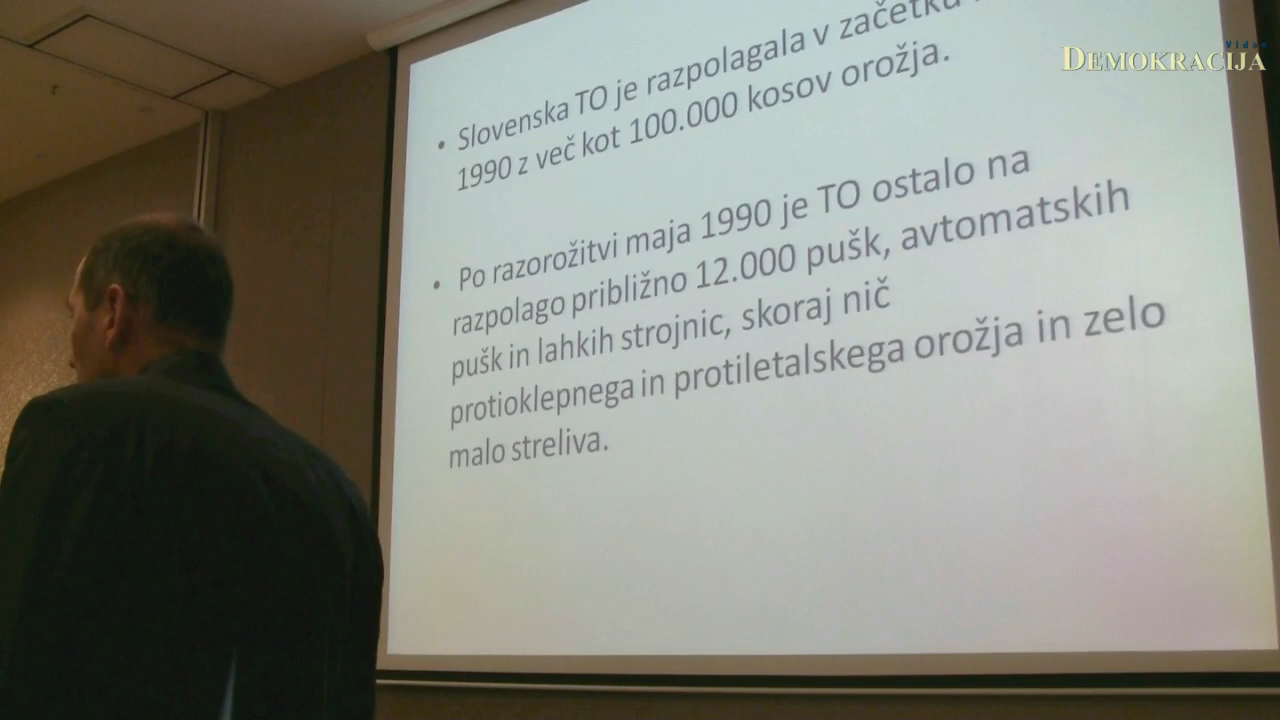 Video
DEMOKRACIJA
• Slovenska TO je razpolagala v začetku
1990 z več kot 100.000 kosov orožja.
• Po razorožitvi maja 1990 je TO ostalo na
razpolago približno 12.000 pušk, avtomatskih
pušk in lahkih strojnic, skoraj nič
protioklepnega in protiletalskega orožja in zelo
malo streliva.